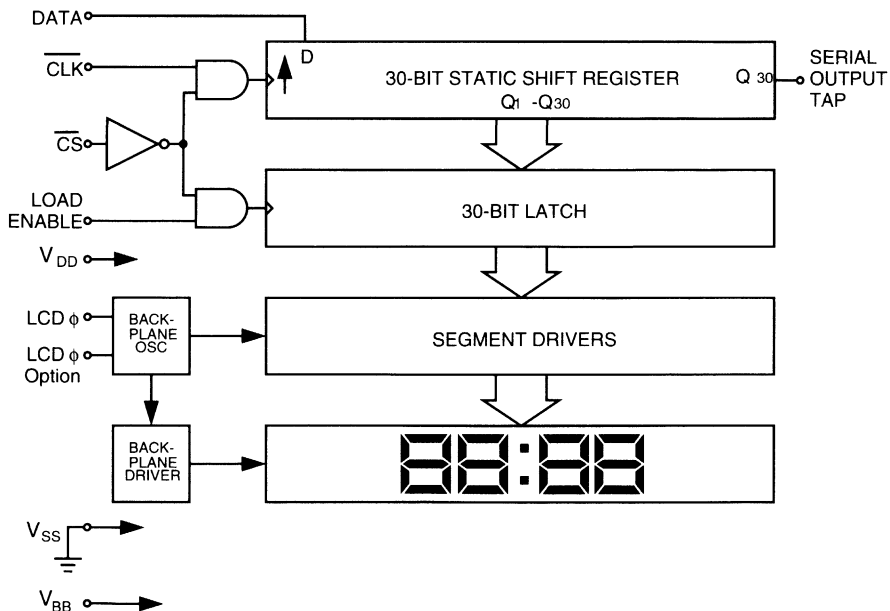 DATA
CLK
CS
LOAD
ENABLE
V DD
LCD ϕ
LCD ϕ
Option
V SS
V BB
D
30-BIT STATIC SHIFT REGISTER
Q1 -Q30
Q 30
SERIAL
OUTPUT
TAP
30-BIT LATCH
BACK-
PLANE
OSC
SEGMENT DRIVERS
BACK-
PLANE
DRIVER
88:88